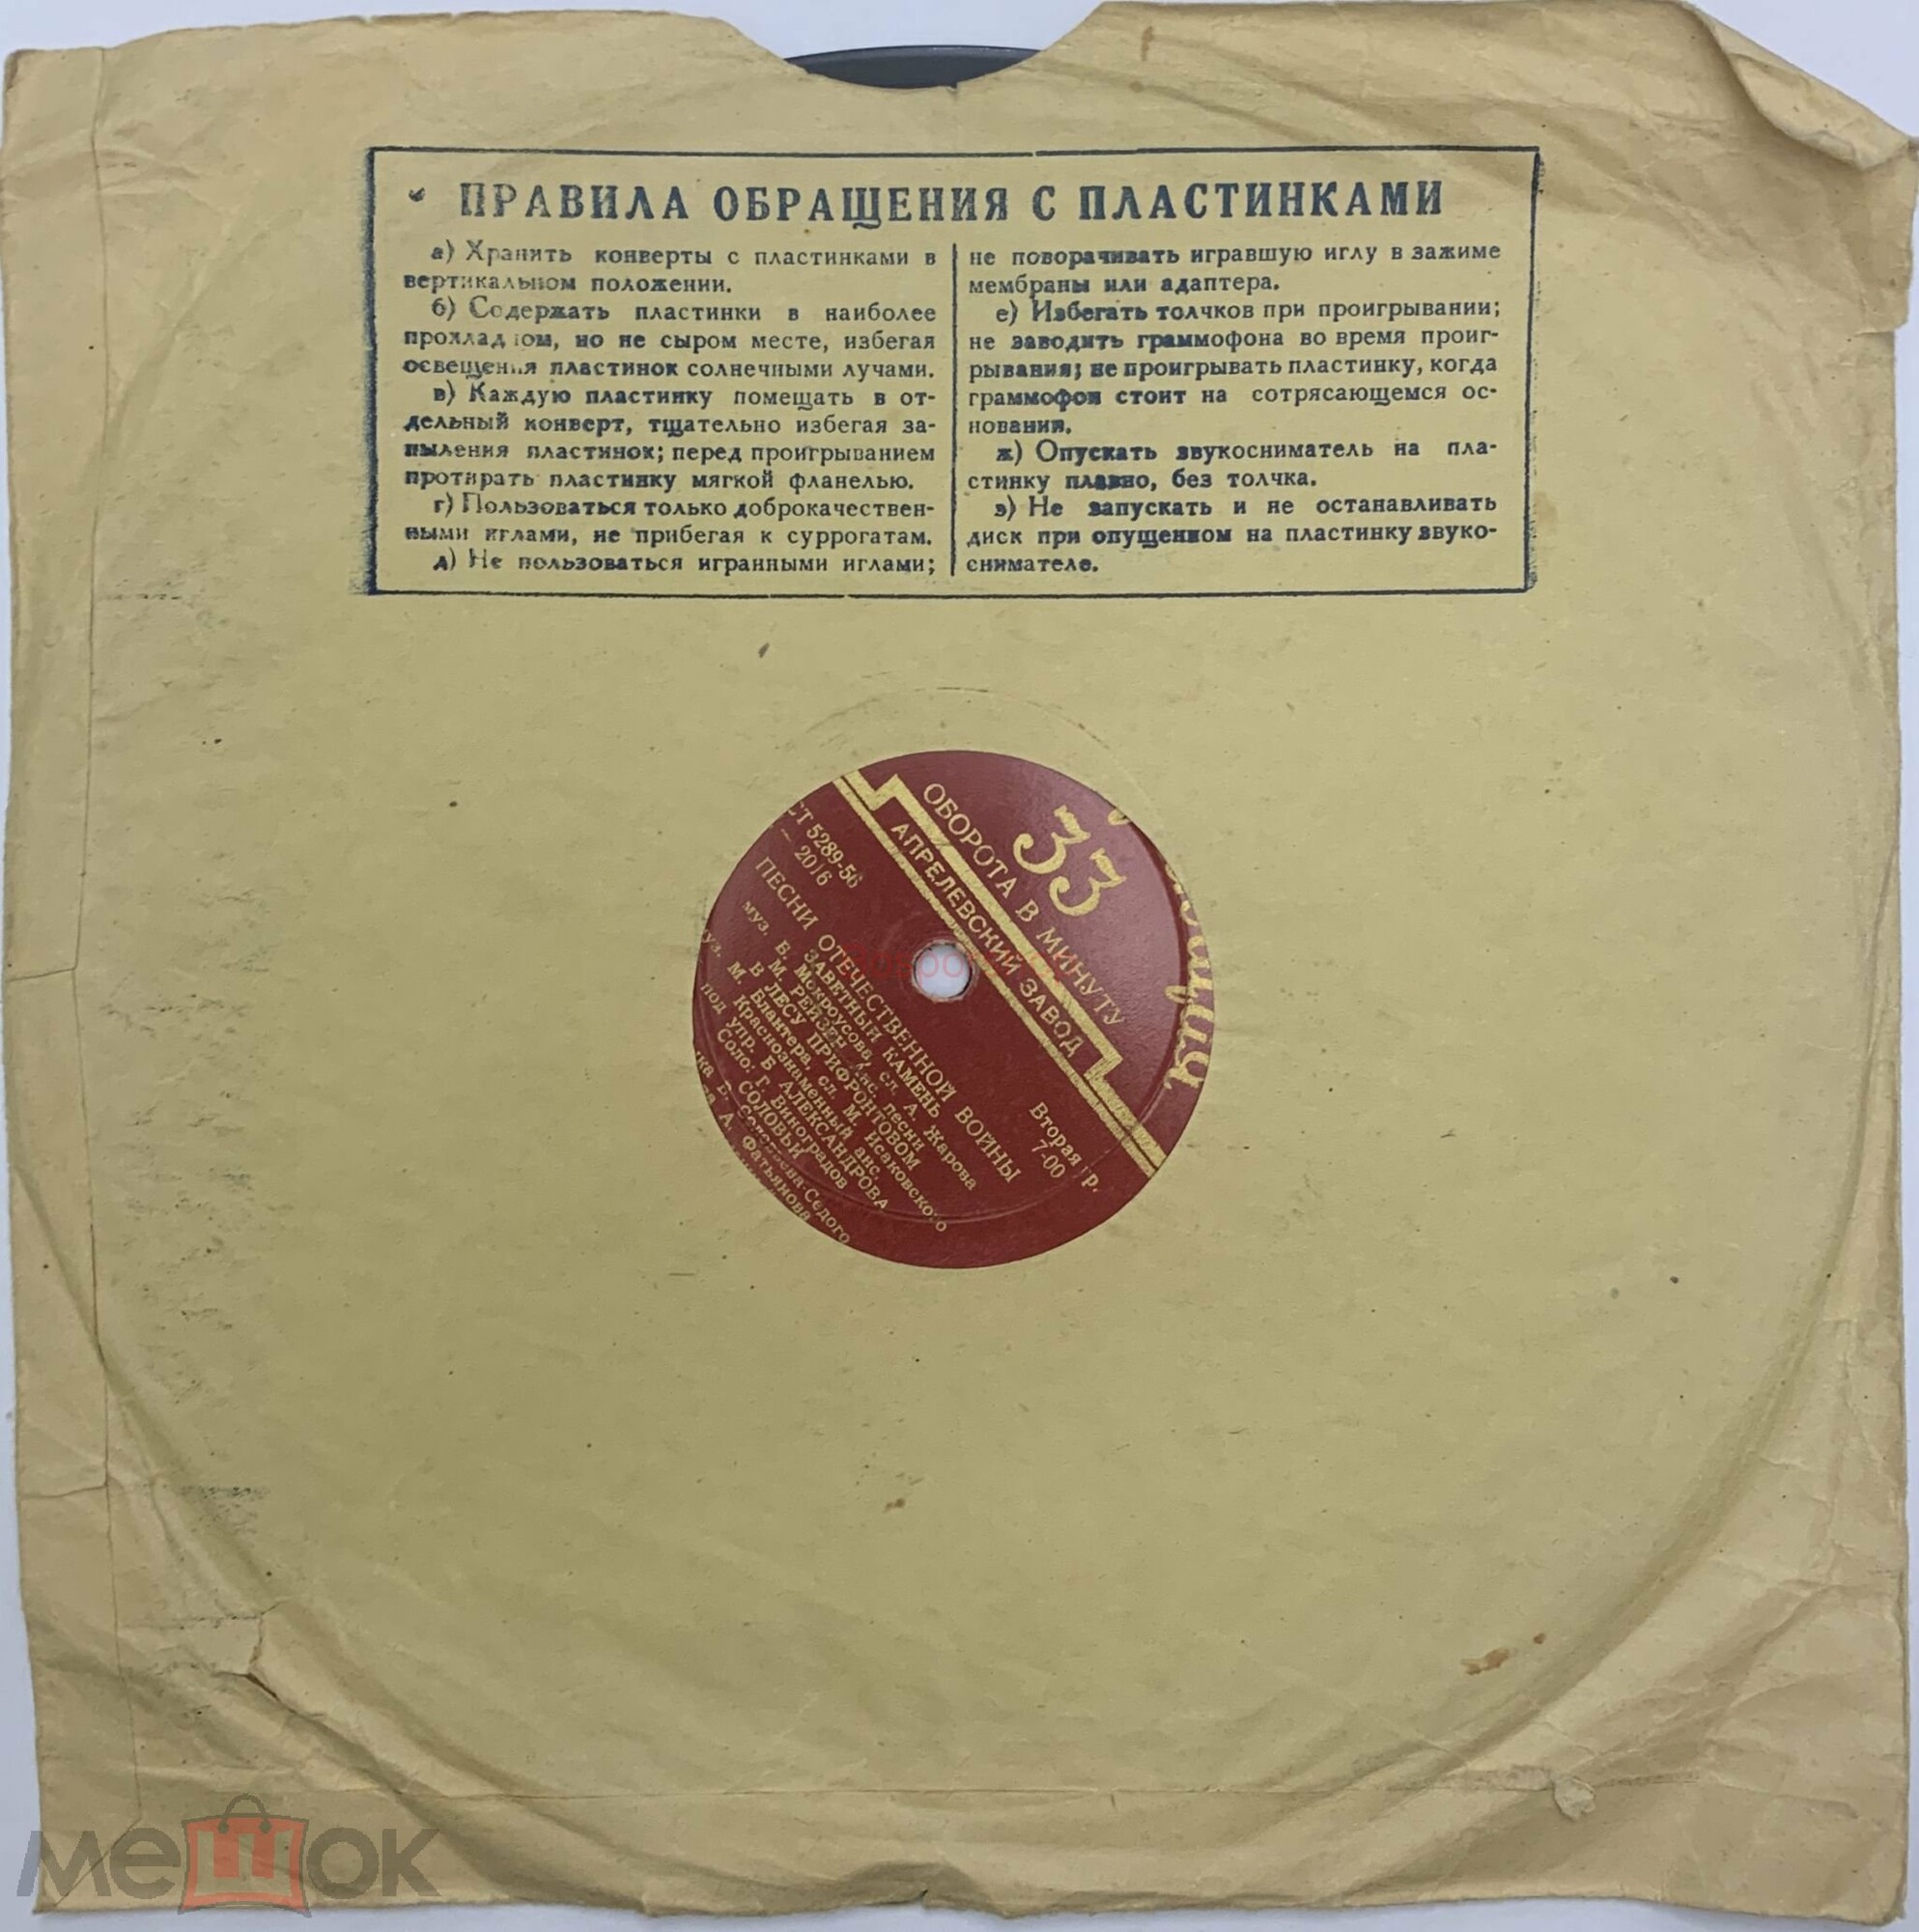 ПРАВИЛА ОБРАЩЕНИЯ С ПЛАСТИНКАМИ
а) Хранить конверты с пластинками в
вертикальном положении.
б) Содержать пластинки в наиболее
прохладном, но не сыром месте, избегая
освещения пластинок солнечными лучами.
в) Каждую пластинку помещать в от-
дельный конверт, тщательно избегая за-
пыления пластинок; перед проигрыванием
протирать пластинку мягкой фланелью.
г) Пользоваться только доброкачествен-
ными иглами, не прибегая к суррогатам.
д) Не пользоваться игранными иглами;
не поворачивать игравшую иглу в зажиме
мембраны или адаптера.
е) Избегать толчков при проигрывании;
не заводить граммофона во время проиг-
рывания; не проигрывать пластинку, когда
граммофон стоит на сотрясающемся ос-
новании.
ж) Опускать звукосниматель на пла-
стинку плавно, без толчка.
з) Не запускать и не останавливать
диск при опущенном на пластинку звуко-
снимателе.
33
ОБОРОТА В МИНУТУ
АПРЕЛЕВСКИЙ ЗАВОД
СТ 5289-56
Вторая гр.
— 20/6
7-00
ПЕСНИ ОТЕЧЕСТВЕННОЙ ВОЙНЫ
ЗАВЕТНЫЙ КАМЕНЬ
муз. Б. Мокроусова, сл. А. Жарова
М. РЕЙЗЕН, анс. песни
В ЛЕСУ ПРИФРОНТОВОМ
муз. М. Блантера, сл. М. Исаковского
Краснознаменный анс.
под упр. Б. АЛЕКСАНДРОВА
Соло: Г. Виноградов
СОЛОВЬИ
В. Соловьева-Седого
А. Фатьянова
мешок